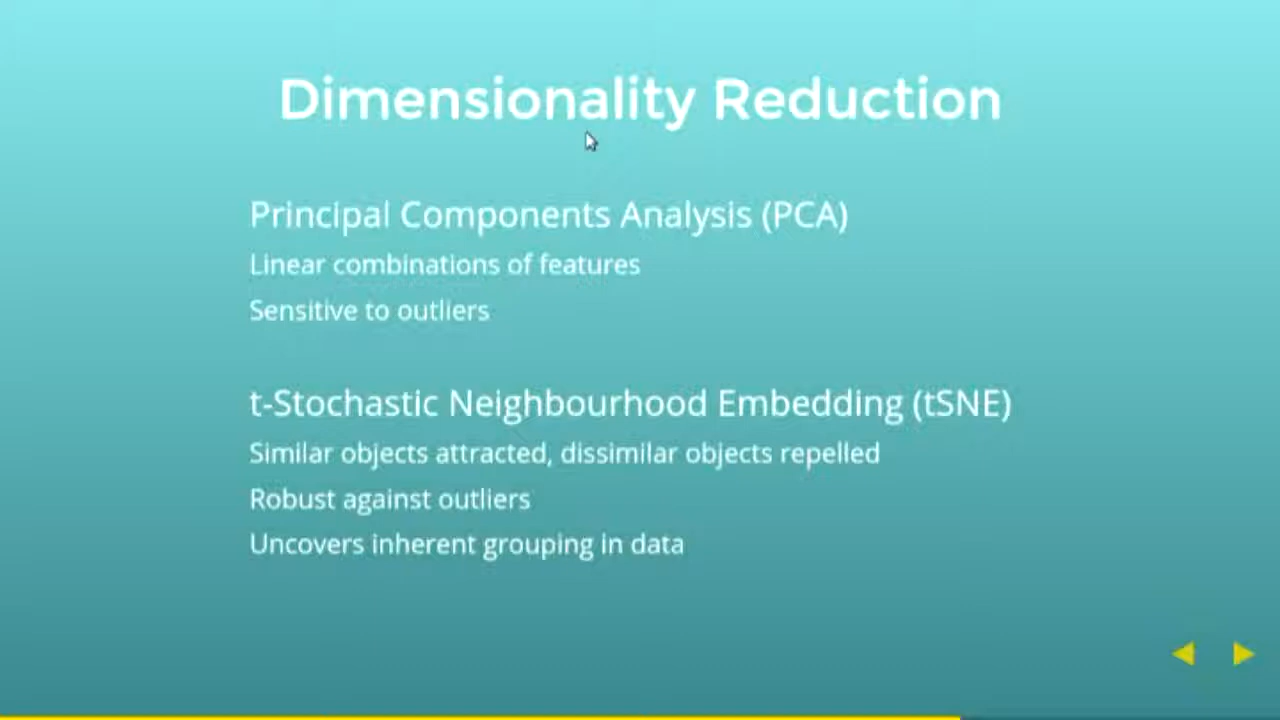 Dimensionality Reduction
Principal Components Analysis (PCA)
Linear combinations of features
Sensitive to outliers
t-Stochastic Neighbourhood Embedding (tSNE)
Similar objects attracted, dissimilar objects repelled
Robust against outliers
Uncovers inherent grouping in data